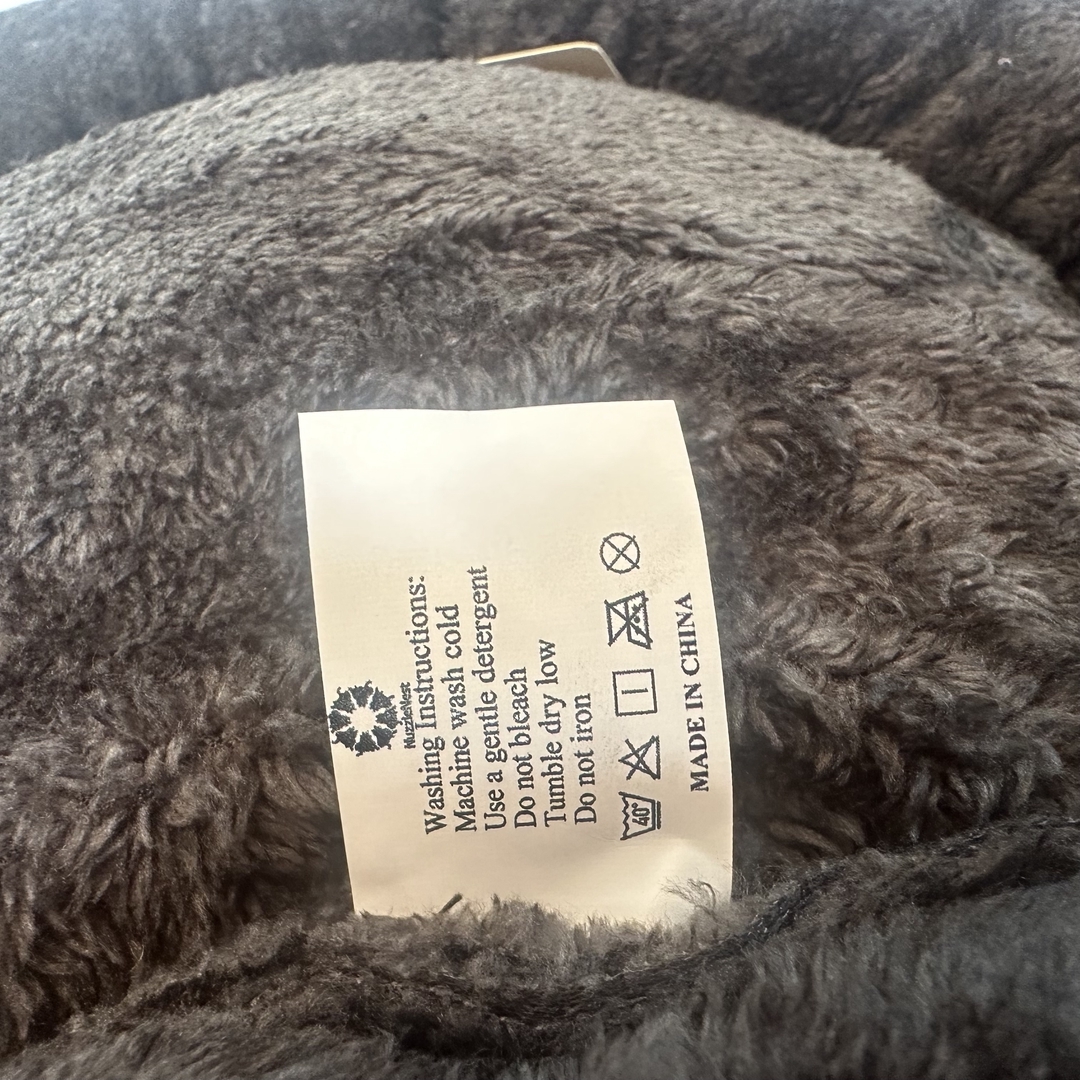 MuzzleNest
Washing Instructions:
Machine wash cold
Use a gentle detergent
Do not bleach
Tumble dry low
Do not iron
40°
MADE IN CHINA